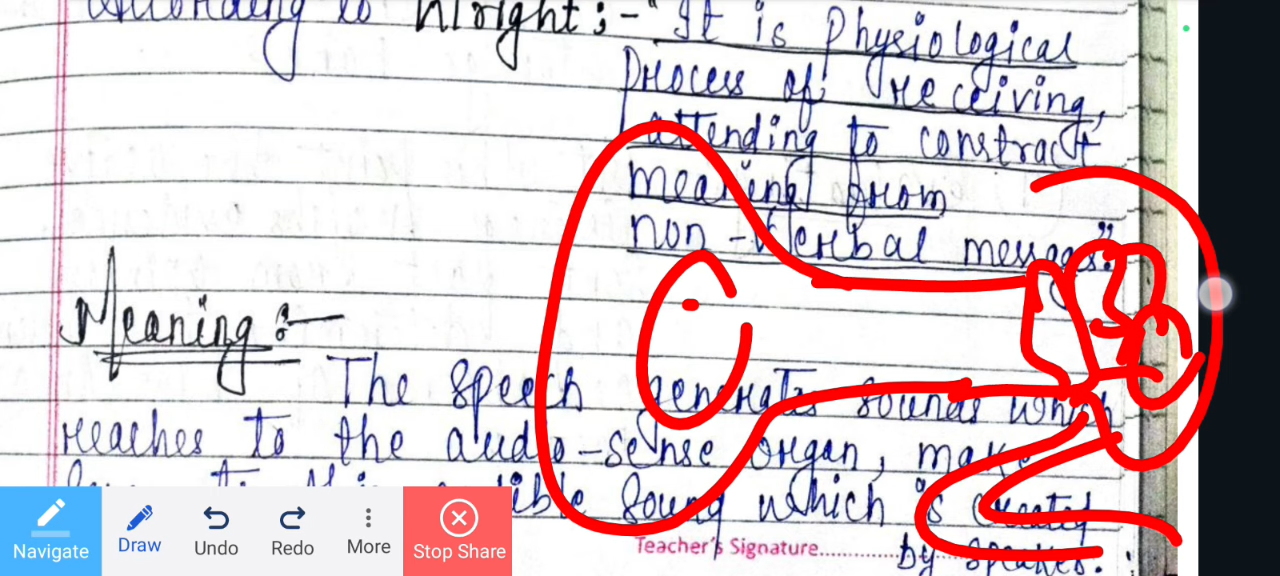 According to Wright :- "It is Physiological
Process of receiving,
attending to constract
meaning from
non-verbal messages".
Meaning :-
The speech generates sounds which
reaches to the audio-sense organ, make
sound which is created
Teacher's Signature
by speaker.
Navigate
Draw
Undo
Redo
More
Stop Share